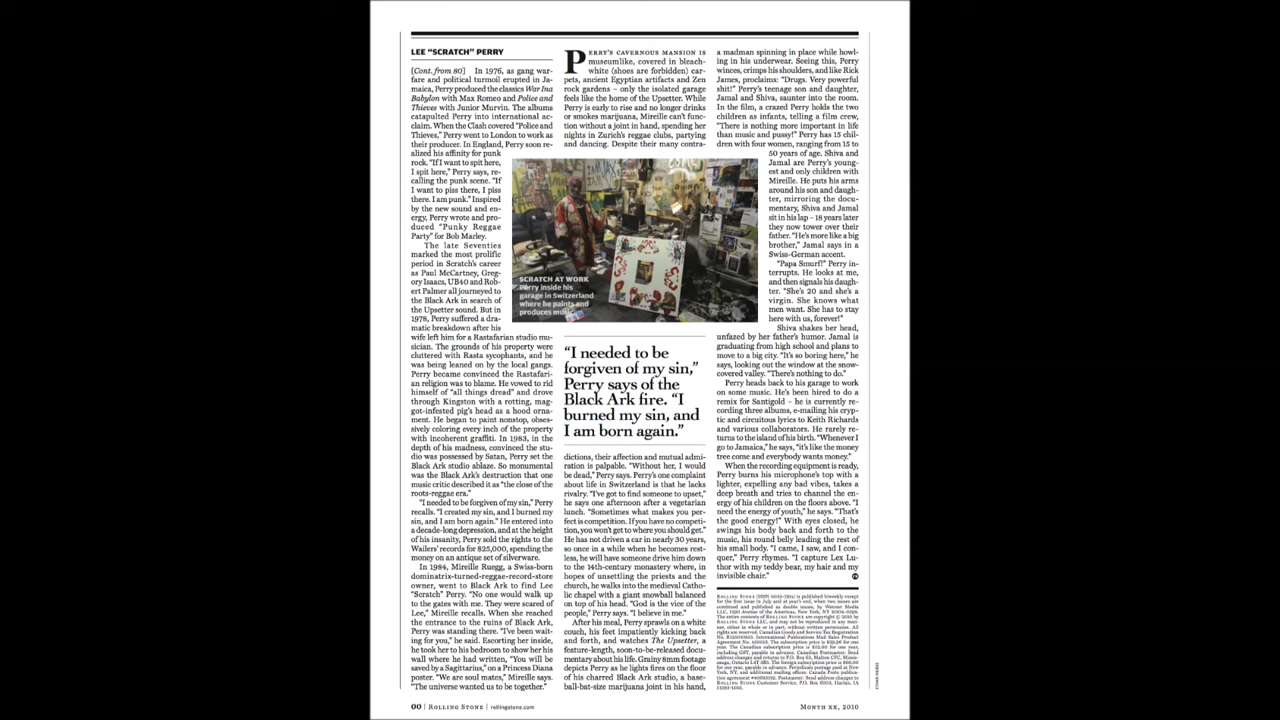 LEE "SCRATCH" PERRY
[Cont. from 80] In 1976, as gang war-
fare and political turmoil erupted in Ja-
maica, Perry produced the classics War Ina
Babylon with Max Romeo and Police and
Thieves with Junior Murvin. The albums
catapulted Perry into international ac-
claim. When the Clash covered "Police and
Thieves," Perry went to London to work as
their producer. In England, Perry soon re-
alized his affinity for punk
rock. "If I want to spit here,
I spit here," Perry says, re-
calling the punk scene. "If
I want to piss there, I piss
there. I am punk." Inspired
by the new sound and en-
ergy, Perry wrote and pro-
duced "Punky Reggae
Party" for Bob Marley.
The late Seventies
marked the most prolific
period in Scratch's career
as Paul McCartney, Greg-
ory Isaacs, UB40 and Rob-
ert Palmer all journeyed to
the Black Ark in search of
the Upsetter sound. But in
1978, Perry suffered a dra-
matic breakdown after his
wife left him for a Rastafarian studio mu-
sician. The grounds of his property were
cluttered with Rasta sycophants, and he
was being leaned on by the local gangs.
Perry became convinced the Rastafari-
an religion was to blame. He vowed to rid
himself of "all things dread" and drove
through Kingston with a rotting, mag-
got-infested pig's head as a hood orna-
ment. He began to paint nonstop, obses-
sively coloring every inch of the property
with incoherent graffiti. In 1983, in the
depth of his madness, convinced the stu-
dio was possessed by Satan, Perry set the
Black Ark studio ablaze. So monumental
was the Black Ark's destruction that one
music critic described it as "the close of the
roots-reggae era."
"I needed to be forgiven of my sin," Perry
recalls. "I created my sin, and I burned my
sin, and I am born again." He entered into
a decade-long depression, and at the height
of his insanity, Perry sold the rights to the
Wailers' records for $25,000, spending the
money on an antique set of silverware.
In 1984, Mireille Ruegg, a Swiss-born
dominatrix-turned-reggae-record-store
owner, went to Black Ark to find Lee
"Scratch" Perry. "No one would walk up
to the gates with me. They were scared of
Lee," Mireille recalls. When she reached
the entrance to the ruins of Black Ark,
Perry was standing there. "I've been wait-
ing for you," he said. Escorting her inside,
he took her to his bedroom to show her his
wall where he had written, "You will be
saved by a Sagittarius," on a Princess Diana
poster. "We are soul mates," Mireille says.
"The universe wanted us to be together."
PERRY'S CAVERNOUS MANSION IS
museumlike, covered in bleach-
white (shoes are forbidden) car-
pets, ancient Egyptian artifacts and Zen
rock gardens – only the isolated garage
feels like the home of the Upsetter. While
Perry is early to rise and no longer drinks
or smokes marijuana, Mireille can't func-
tion without a joint in hand, spending her
nights in Zurich's reggae clubs, partying
and dancing. Despite their many contra-
SCRATCH AT WORK
Perry inside his
garage in Switzerland
where he paints and
produces music
"I needed to be
forgiven of my sin,"
Perry says of the
Black Ark fire. "I
burned my sin, and
I am born again."
dictions, their affection and mutual admi-
ration is palpable. "Without her, I would
be dead," Perry says. Perry's one complaint
about life in Switzerland is that he lacks
rivalry. "I've got to find someone to upset,"
he says one afternoon after a vegetarian
lunch. "Sometimes what makes you per-
fect is competition. If you have no competi-
tion, you won't get to where you should get."
He has not driven a car in nearly 30 years,
so once in a while when he becomes rest-
less, he will have someone drive him down
to the 14th-century monastery where, in
hopes of unsettling the priests and the
church, he walks into the medieval Catho-
lic chapel with a giant snowball balanced
on top of his head. "God is the vice of the
people," Perry says. "I believe in me."
After his meal, Perry sprawls on a white
couch, his feet impatiently kicking back
and forth, and watches The Upsetter, a
feature-length, soon-to-be-released docu-
mentary about his life. Grainy 8mm footage
depicts Perry as he lights fires on the floor
of his charred Black Ark studio, a base-
ball-bat-size marijuana joint in his hand,
a madman spinning in place while howl-
ing in his underwear. Seeing this, Perry
winces, crimps his shoulders, and like Rick
James, proclaims: "Drugs. Very powerful
shit!" Perry's teenage son and daughter,
Jamal and Shiva, saunter into the room.
In the film, a crazed Perry holds the two
children as infants, telling a film crew,
"There is nothing more important in life
than music and pussy!" Perry has 15 chil-
dren with four women, ranging from 15 to
50 years of age. Shiva and
Jamal are Perry's young-
est and only children with
Mireille. He puts his arms
around his son and daugh-
ter, mirroring the docu-
mentary, Shiva and Jamal
sit in his lap – 18 years later
they now tower over their
father. "He's more like a big
brother," Jamal says in a
Swiss-German accent.
"Papa Smurf!" Perry in-
terrupts. He looks at me,
and then signals his daugh-
ter. "She's 20 and she's a
virgin. She knows what
men want. She has to stay
here with us, forever!"
Shiva shakes her head,
unfazed by her father's humor. Jamal is
graduating from high school and plans to
move to a big city. "It's so boring here," he
says, looking out the window at the snow-
covered valley. "There's nothing to do."
Perry heads back to his garage to work
on some music. He's been hired to do a
remix for Santigold – he is currently re-
cording three albums, e-mailing his cryp-
tic and circuitous lyrics to Keith Richards
and various collaborators. He rarely re-
turns to the island of his birth. "Whenever I
go to Jamaica," he says, "it's like the money
tree come and everybody wants money."
When the recording equipment is ready,
Perry burns his microphone's top with a
lighter, expelling any bad vibes, takes a
deep breath and tries to channel the en-
ergy of his children on the floors above. "I
need the energy of youth," he says. "That's
the good energy!" With eyes closed, he
swings his body back and forth to the
music, his round belly leading the rest of
his small body. "I came, I saw, and I con-
quer," Perry rhymes. "I capture Lex Lu-
thor with my teddy bear, my hair and my
invisible chair."
00 | ROLLING STONE | rollingstone.com
MONTH XX, 2010